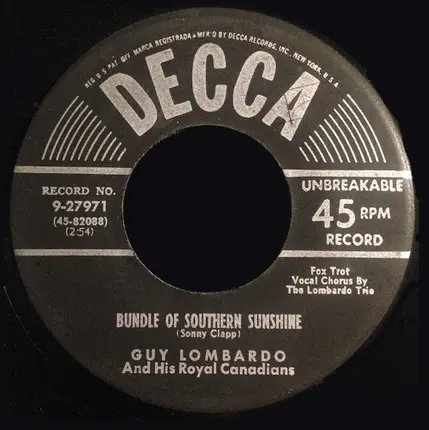 REG. U.S. PAT. OFF. MARCA REGISTRADA • MF'D BY DECCA RECORDS, INC., NEW YORK, U.S.A.
DECCA
RECORD NO.
9-27971
(45-82088)
(2:54)
UNBREAKABLE
45 RPM
RECORD
Fox Trot
Vocal Chorus By
The Lombardo Trio
BUNDLE OF SOUTHERN SUNSHINE
(Sonny Clapp)
GUY LOMBARDO
And His Royal Canadians